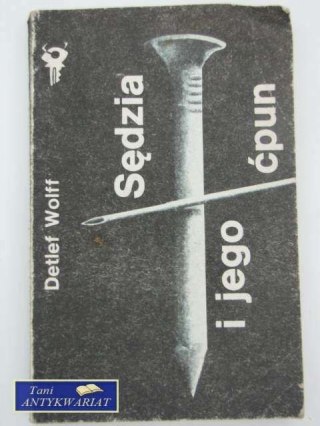 Detlef Wolff
Sędzia
i jego
ćpun
Tani
ANTYKWARIAT